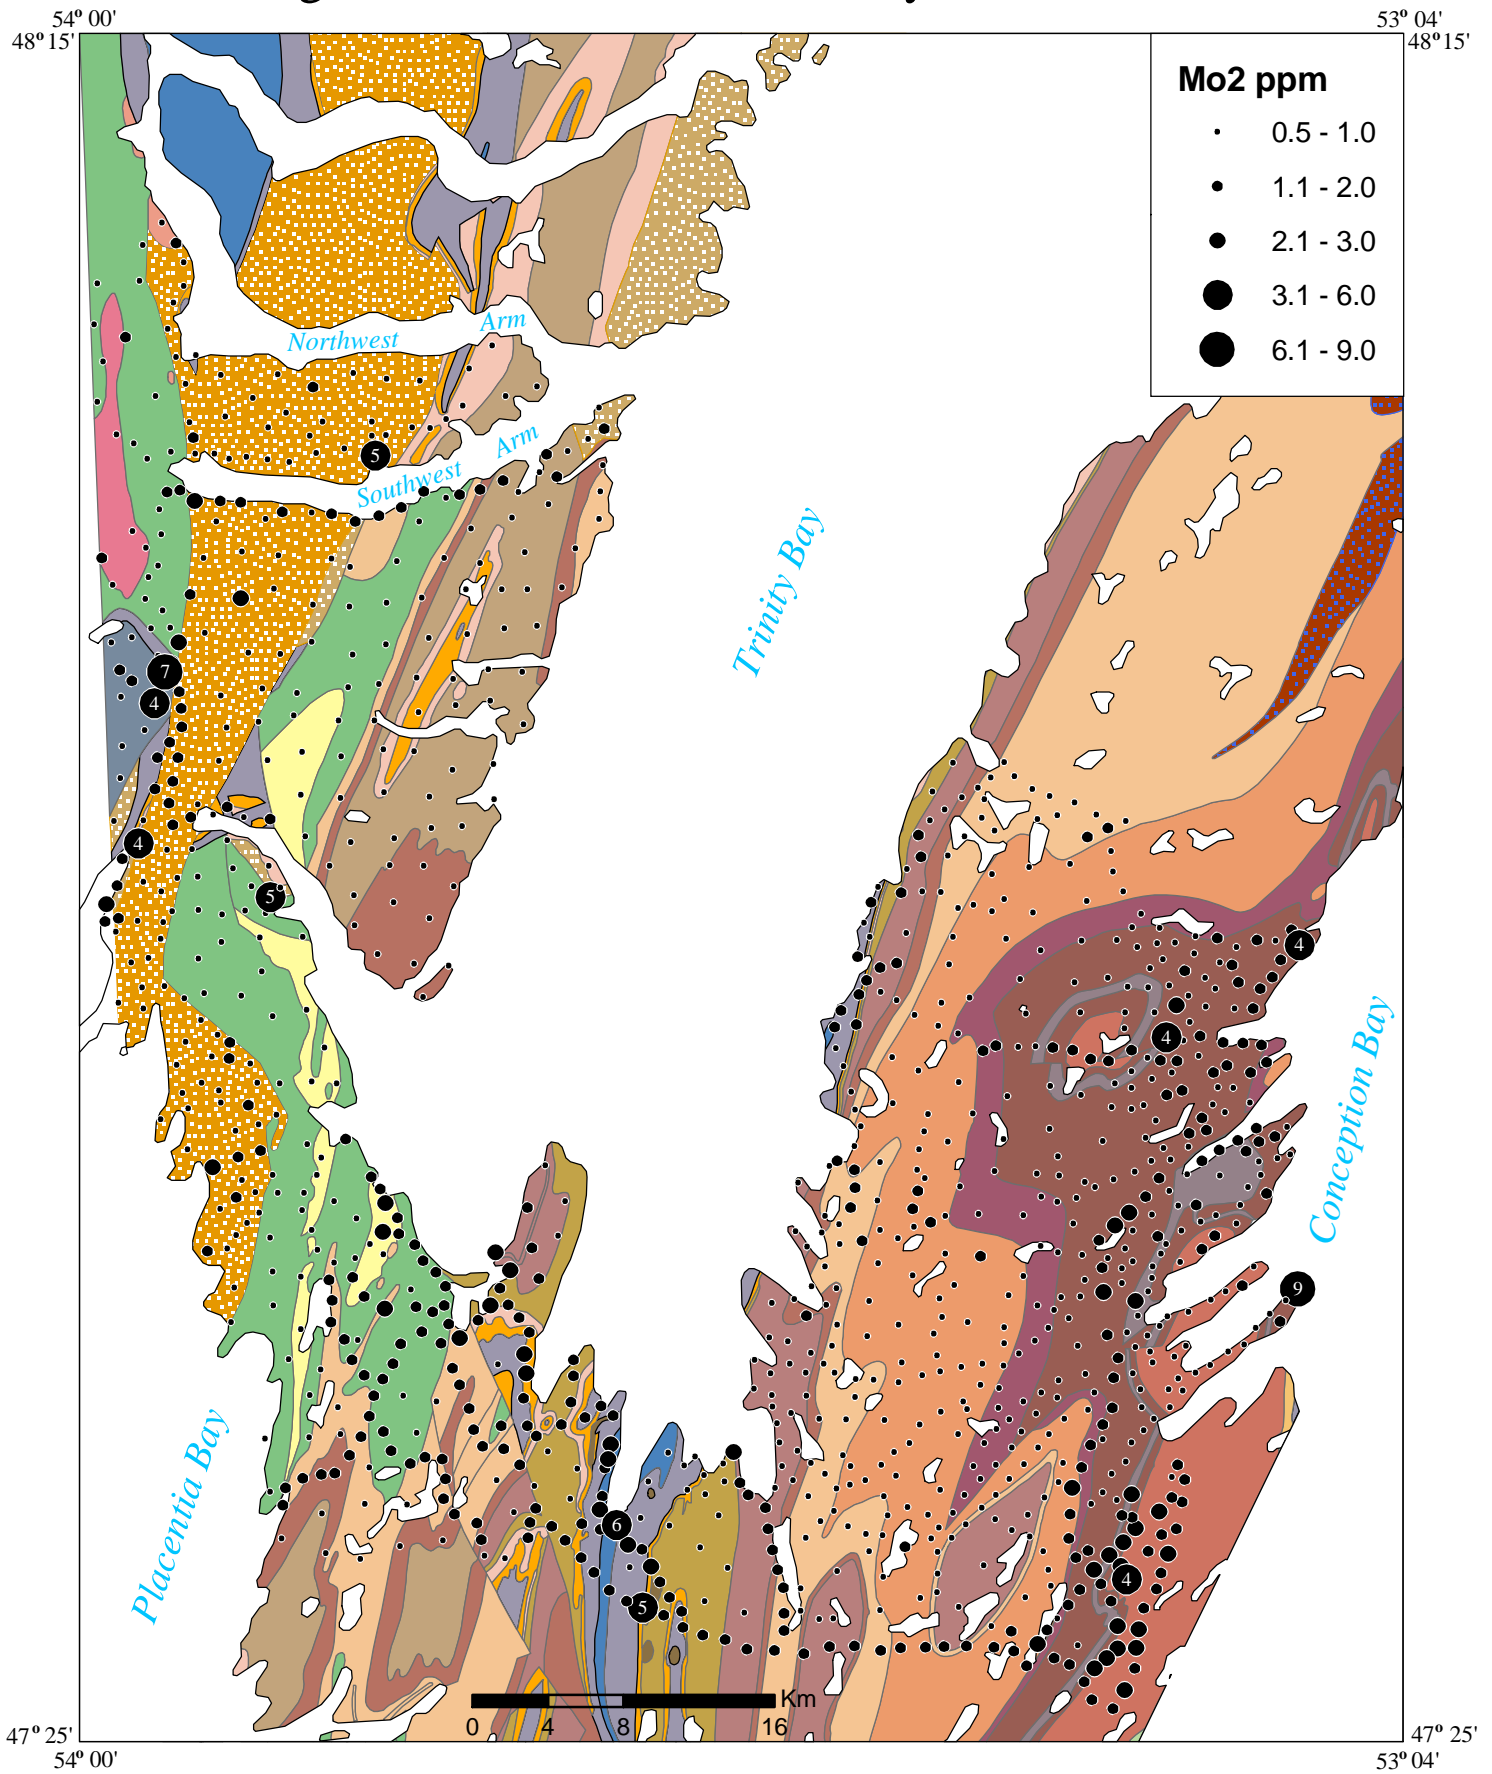 54° 00'
53° 04'
48° 15'
48° 15'
Mo2 ppm
0.5 - 1.0
1.1 - 2.0
2.1 - 3.0
3.1 - 6.0
6.1 - 9.0
Northwest Arm
Southwest Arm
5
Trinity Bay
7
4
4
5
4
4
Conception Bay
9
Placentia Bay
6
4
5
Km
0 4 8 16
47° 25'
47° 25'
54° 00'
53° 04'